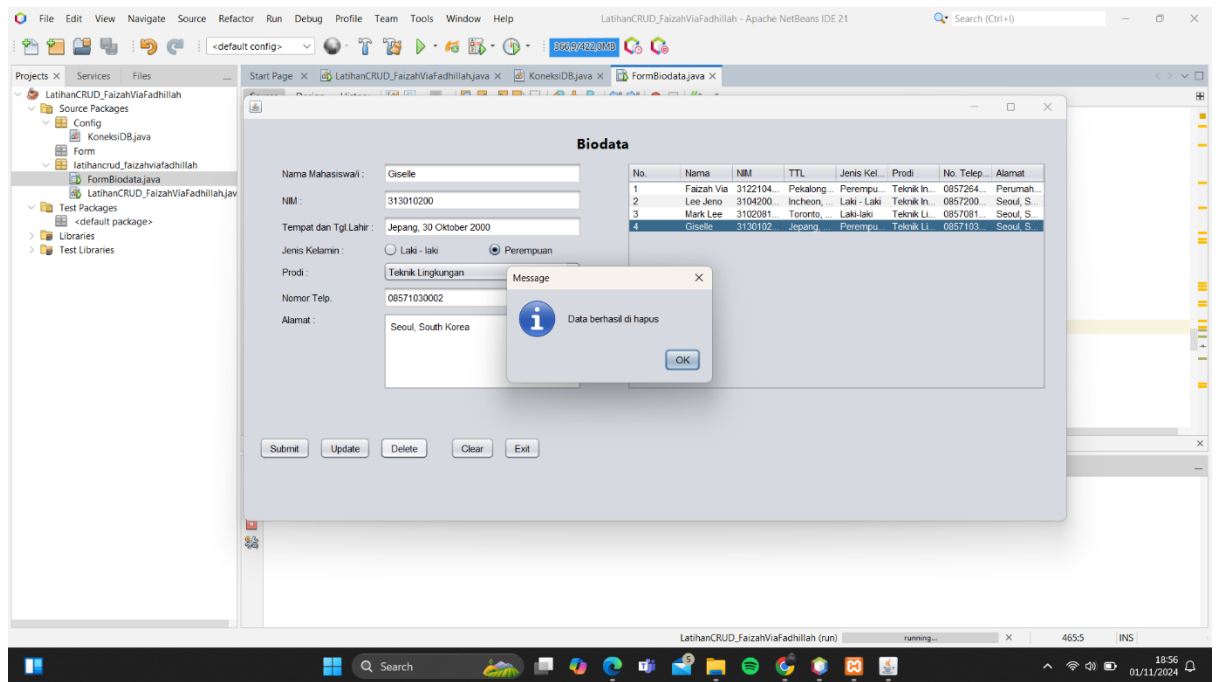 File Edit View Navigate Source Refactor Run Debug Profile Team Tools Window Help LatihanCRUD_FaizahViaFadhillah - Apache NetBeans IDE 21 Search (Ctrl+I)
<default config> 366,9/422,0MB
Projects Services Files
Start Page LatihanCRUD_FaizahViaFadhillah.java KoneksiDB.java FormBiodata.java
LatihanCRUD_FaizahViaFadhillah
Source Packages
Config
KoneksiDB.java
Form
latihancrud_faizahviafadhillah
FormBiodata.java
LatihanCRUD_FaizahViaFadhillah.jav
Test Packages
<default package>
Libraries
Test Libraries
Biodata
Nama Mahasiswa/i : Giselle
NIM : 313010200
Tempat dan Tgl.Lahir : Jepang, 30 Oktober 2000
Jenis Kelamin : Laki - laki Perempuan
Prodi : Teknik Lingkungan
Nomor Telp. 08571030002
Alamat : Seoul, South Korea
No. Nama NIM TTL Jenis Kel... Prodi No. Telep... Alamat
1 Faizah Via 3122104... Pekalong... Perempu... Teknik In... 0857264... Perumah...
2 Lee Jeno 3104200... Incheon, ... Laki - Laki Teknik In... 0857200... Seoul, S...
3 Mark Lee 3102081... Toronto, ... Laki-laki Teknik Li... 0857081... Seoul, S...
4 Giselle 3130102... Jepang, ... Perempu... Teknik Li... 0857103... Seoul, S...
Message
Data berhasil di hapus
OK
Submit Update Delete Clear Exit
LatihanCRUD_FaizahViaFadhillah (run) running... 465:5 INS
Search 5 18:56
01/11/2024